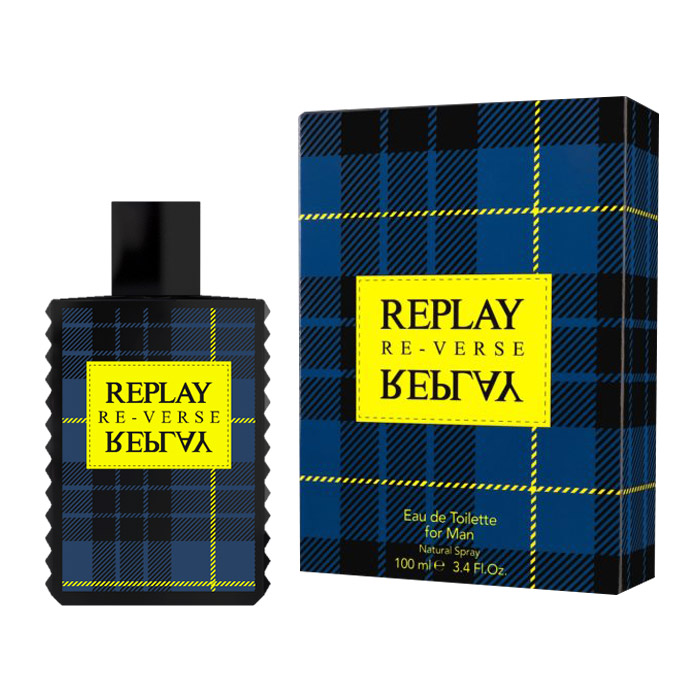 REPLAY
RE-VERSE
REPLAY
REPLAY
RE-VERSE
REPLAY
Eau de Toilette
for Man
Natural Spray
100 ml ℮ 3.4 Fl.Oz.